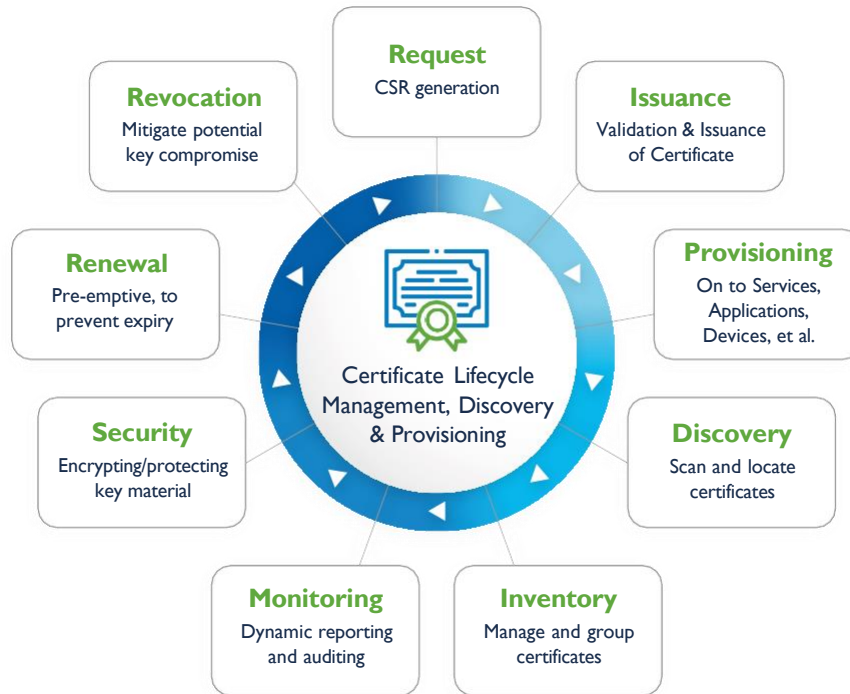 Request
CSR generation
Issuance
Validation & Issuance
of Certificate
Provisioning
On to Services,
Applications,
Devices, et al.
Discovery
Scan and locate
certificates
Inventory
Manage and group
certificates
Monitoring
Dynamic reporting
and auditing
Security
Encrypting/protecting
key material
Renewal
Pre-emptive, to
prevent expiry
Revocation
Mitigate potential
key compromise
Certificate Lifecycle
Management, Discovery
& Provisioning